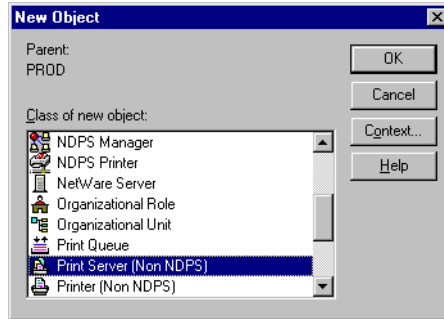 New Object
Parent:
PROD
Class of new object:
NDPS Manager
NDPS Printer
NetWare Server
Organizational Role
Organizational Unit
Print Queue
Print Server (Non NDPS)
Printer (Non NDPS)
OK
Cancel
Context...
Help